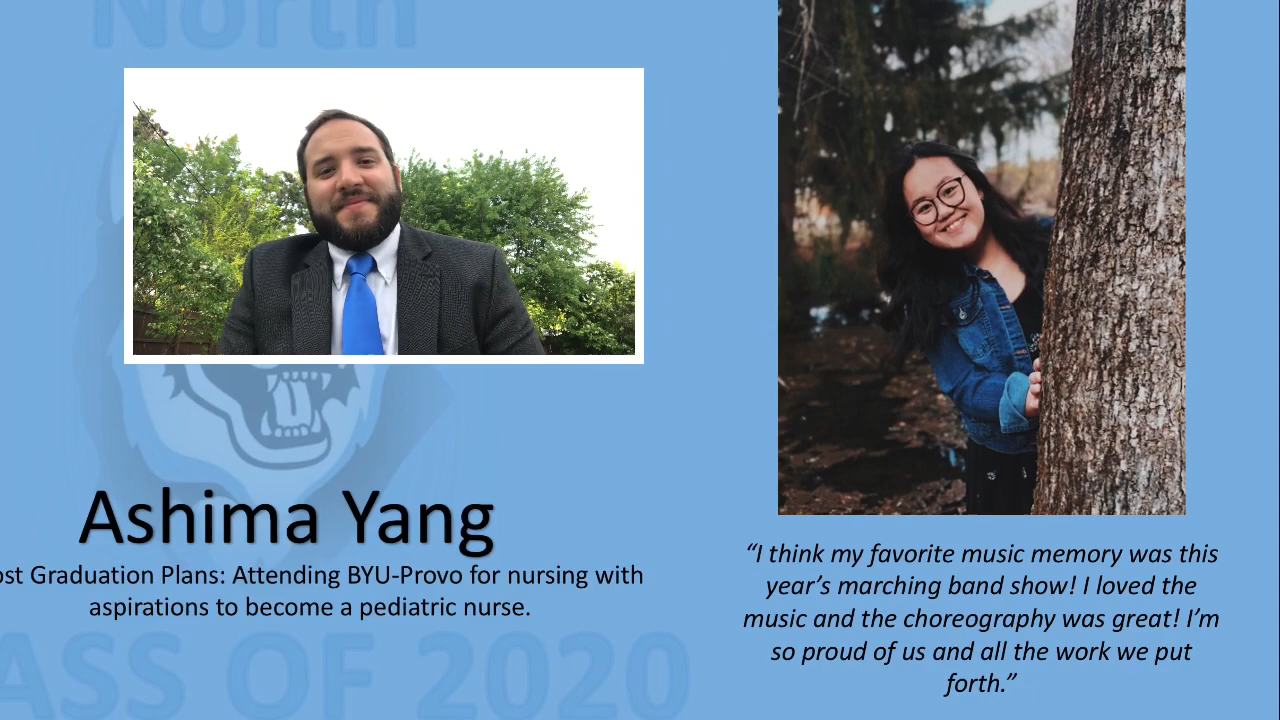 North
Ashima Yang
ost Graduation Plans: Attending BYU-Provo for nursing with
aspirations to become a pediatric nurse.
ASS OF 2020
“I think my favorite music memory was this
year’s marching band show! I loved the
music and the choreography was great! I’m
so proud of us and all the work we put
forth.”